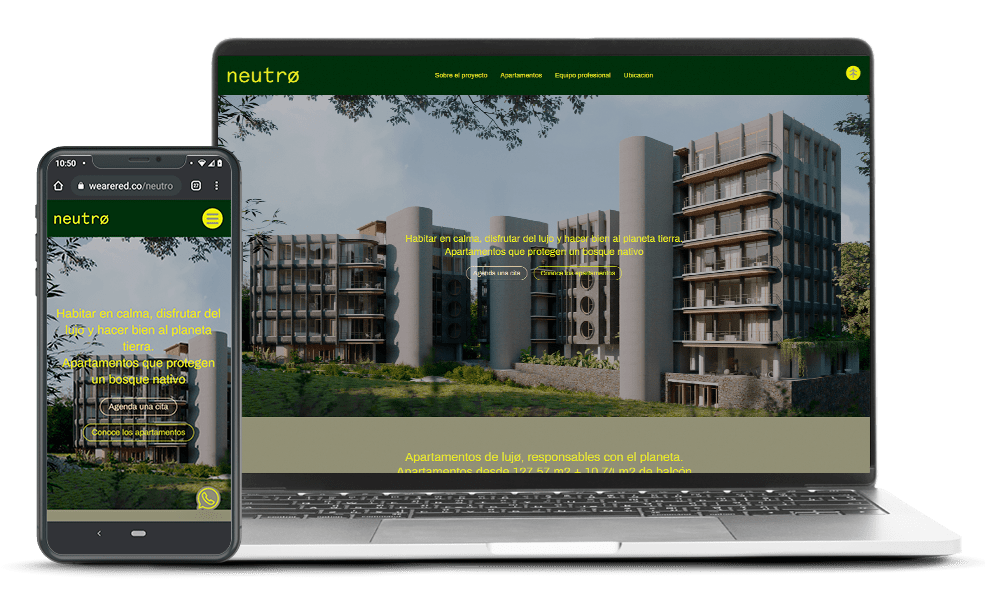 neutrø
Sobre el proyecto
Apartamentos
Equipo profesional
Ubicación
Habitar en calma, disfrutar del lujo y hacer bien al planeta tierra.
Apartamentos que protegen un bosque nativo
Agenda una cita
Conoce los apartamentos
Apartamentos de lujø, responsables con el planeta.
Apartamentos desde 127,57 m2 + 10,74 m2 de balcón
10:50
wearered.co/neutro
neutrø
Habitar en calma, disfrutar del
lujo y hacer bien al planeta
tierra.
Apartamentos que protegen
un bosque nativo
Agenda una cita
Conoce los apartamentos